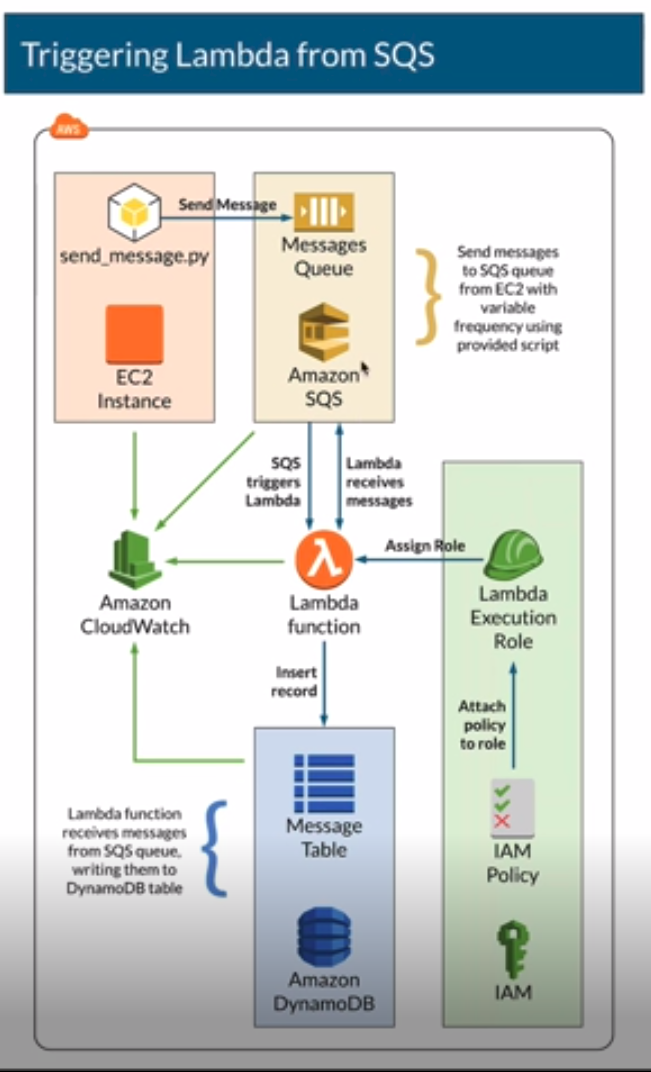 Triggering Lambda from SQS
AWS
Send Message
send_message.py
Messages
Queue
EC2
Instance
Amazon
SQS
Send messages
to SQS queue
from EC2 with
variable
frequency using
provided script
SQS
triggers
Lambda
Lambda
receives
messages
Assign Role
Amazon
CloudWatch
Lambda
function
Lambda
Execution
Role
Insert
record
Attach
policy
to role
Lambda function
receives messages
from SQS queue,
writing them to
DynamoDB table
Message
Table
IAM
Policy
Amazon
DynamoDB
IAM